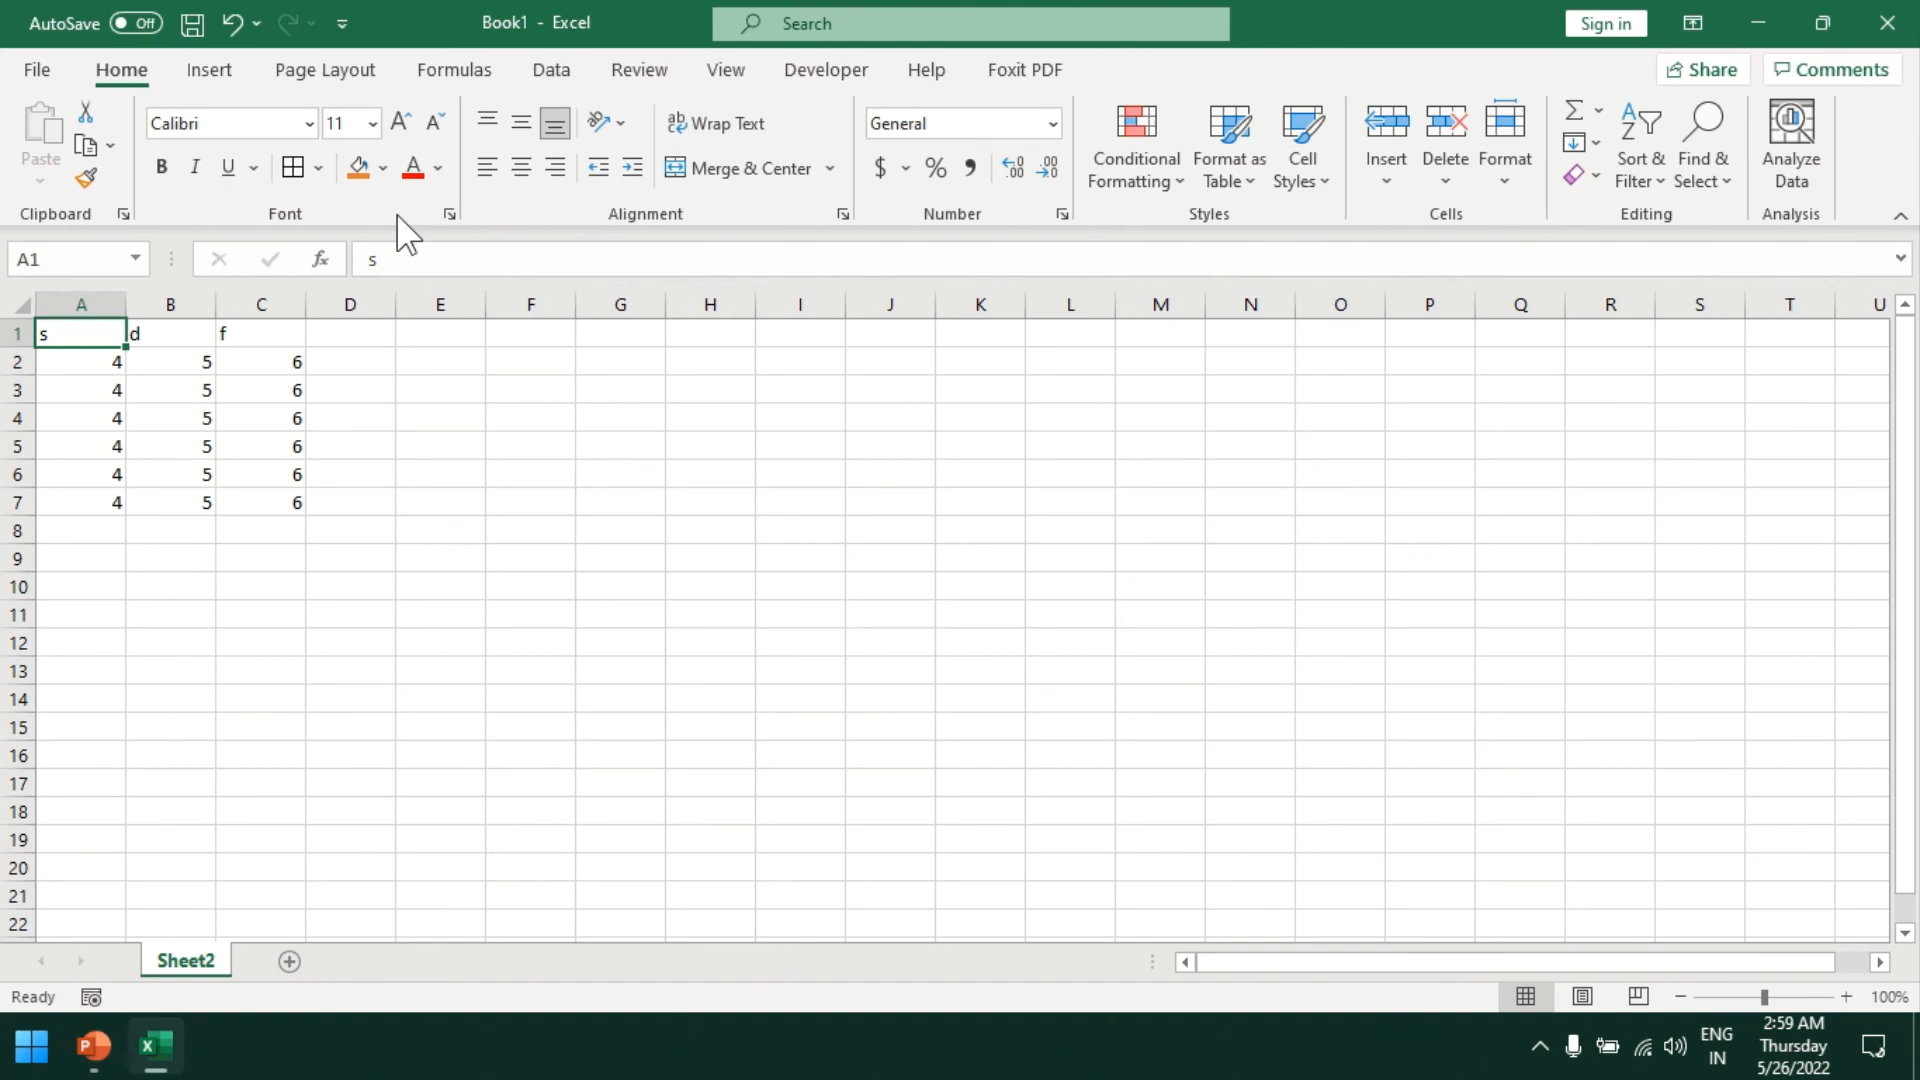 AutoSave Off Book1 - Excel Search Sign in
File Home Insert Page Layout Formulas Data Review View Developer Help Foxit PDF Share Comments
Paste Calibri 11 Wrap Text General
B I U Merge & Center $ % Conditional Formatting Format as Table Cell Styles Insert Delete Format Sort & Filter Find & Select Analyze Data
Clipboard Font Alignment Number Styles Cells Editing Analysis
A1 fx s
A B C D E F G H I J K L M N O P Q R S T U
1 s d f
2 4 5 6
3 4 5 6
4 4 5 6
5 4 5 6
6 4 5 6
7 4 5 6
8
9
10
11
12
13
14
15
16
17
18
19
20
21
22
Sheet2
Ready 100%
2:59 AM
ENG Thursday
IN 5/26/2022